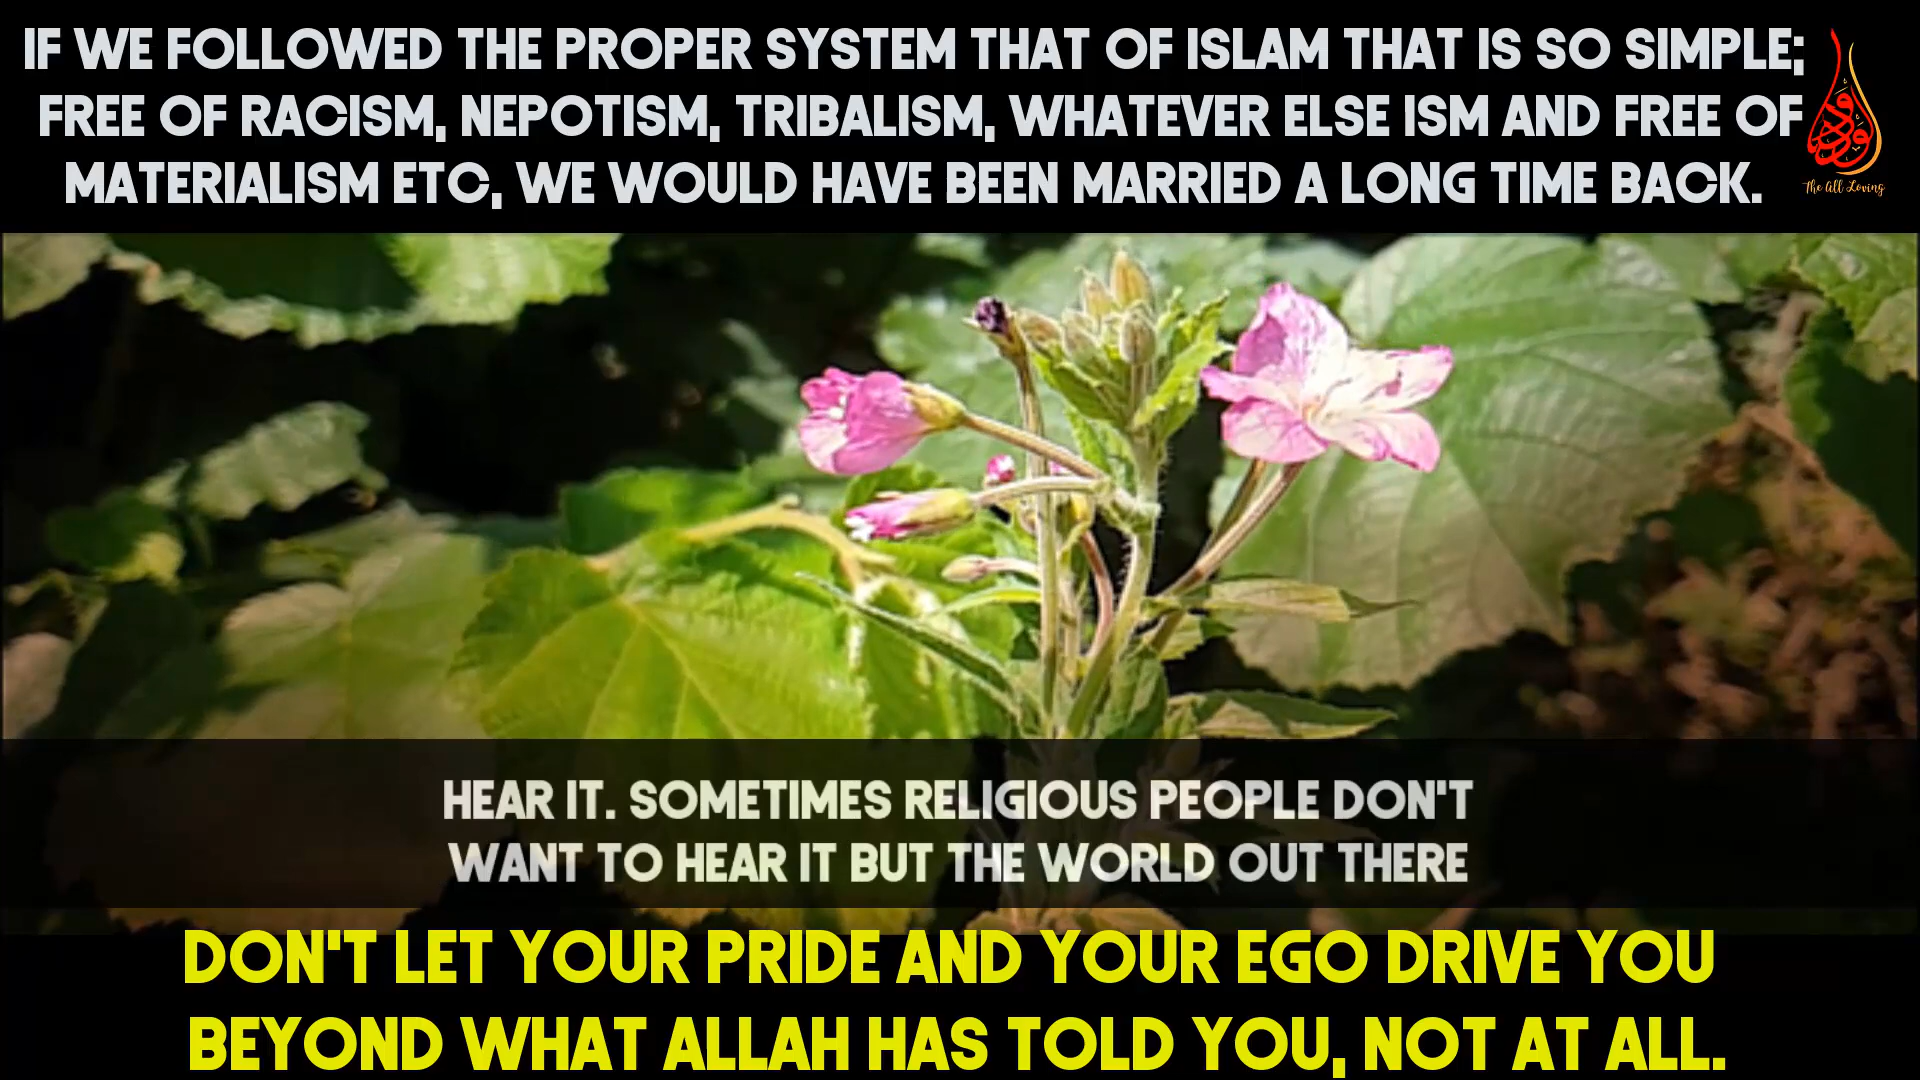 IF WE FOLLOWED THE PROPER SYSTEM THAT OF ISLAM THAT IS SO SIMPLE;
FREE OF RACISM, NEPOTISM, TRIBALISM, WHATEVER ELSE ISM AND FREE OF
MATERIALISM ETC, WE WOULD HAVE BEEN MARRIED A LONG TIME BACK.
The All Loving
HEAR IT. SOMETIMES RELIGIOUS PEOPLE DON'T
WANT TO HEAR IT BUT THE WORLD OUT THERE
DON'T LET YOUR PRIDE AND YOUR EGO DRIVE YOU
BEYOND WHAT ALLAH HAS TOLD YOU, NOT AT ALL.